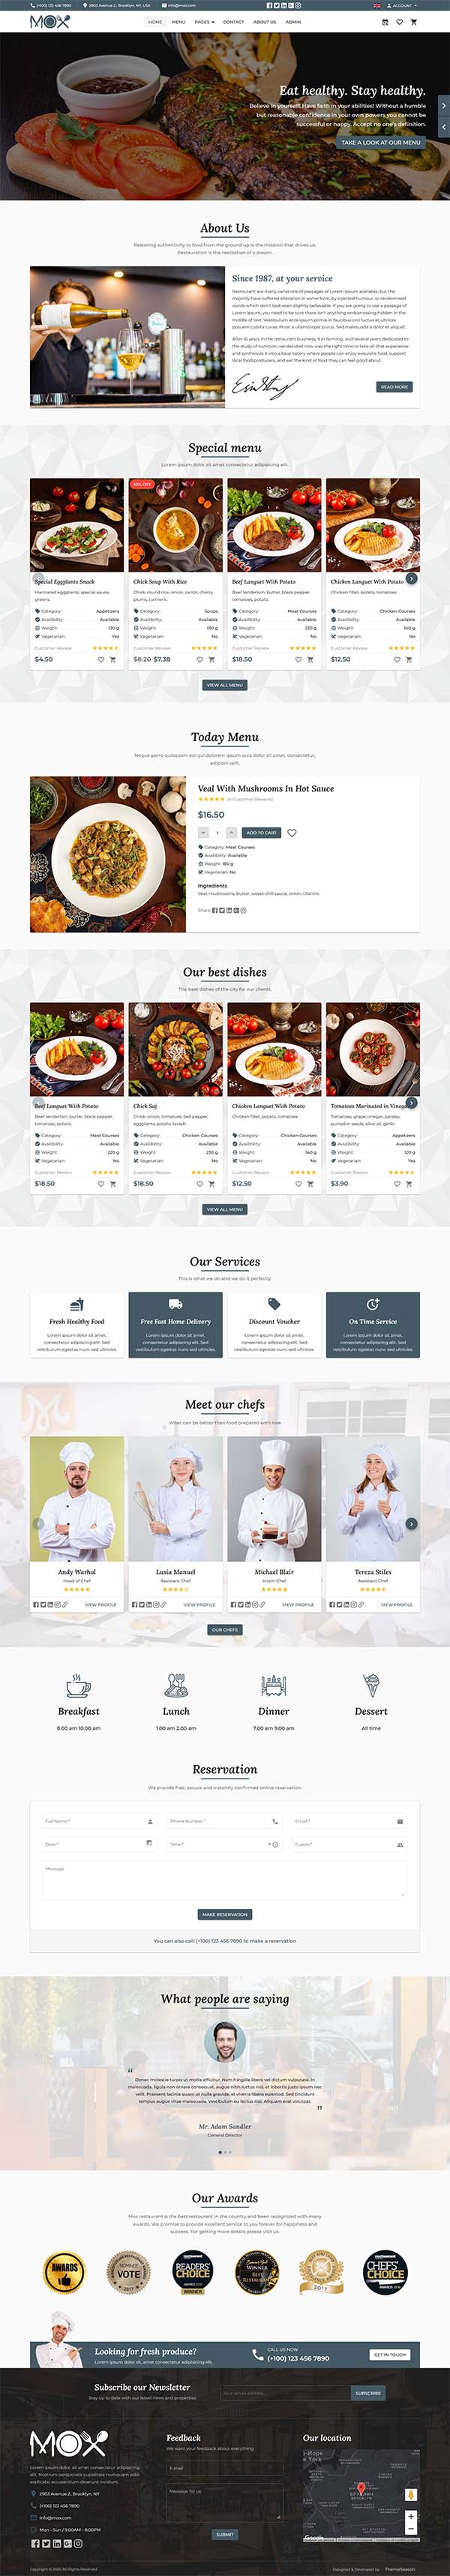 (+100) 123 456 7890
2903 Avenue Z, Brooklyn, NY, USA
info@mox.com
ACCOUNT
MOX
HOME MENU PAGES CONTACT ABOUT US ADMIN
Eat healthy. Stay healthy.
Believe in yourself! Have faith in your abilities! Without a humble
but reasonable confidence in your own powers you cannot be
successful or happy. Accept no one's definition.
TAKE A LOOK AT OUR MENU
About Us
Restoring authenticity to food from the ground up is the mission that drives us.
Restauration is the realization of a dream.
Since 1987, at your service
Restaurant are many variations of passages of Lorem Ipsum available, but the
majority have suffered alteration in some form, by injected humour, or randomised
words which don't look even slightly believable. If you are going to use a passage of
Lorem Ipsum, you need to be sure there isn't anything embarrassing hidden in the
middle of text.
After 16 years in the restaurant business, 9 in farming, and several years dedicated to
the study of nutrition, we decided now was the right time to take all that experience
and synthesize it into a local eatery where people can enjoy exquisite food, support
local food producers, and eat the kind of food they can feel good about.
READ MORE
Special menu
Lorem ipsum dolor sit amet consectetur adipisicing elit.
10% OFF
Special Eggplants Snack
Marinated eggplants, special sauce,
greens.
Category: Appetizers
Availibility: Available
Weight: 120 g
Vegetarian: Yes
Customer Review
$4.50
Chick Soup With Rice
Chick, round rice, onion, carrot, cherry
plums, turmeric.
Category: Soups
Availibility: Available
Weight: 130 g
Vegetarian: No
Customer Review
$8.20 $7.38
Beef Languet With Potato
Beef tenderloin, butter, black pepper,
tomatoes, potato.
Category: Meat Courses
Availibility: Available
Weight: 220 g
Vegetarian: No
Customer Review
$18.50
Chicken Languet With Potato
Chicken fillet, potato, tomatoes
Category: Chicken Courses
Availibility: Available
Weight: 140 g
Vegetarian: No
Customer Review
$12.50
VIEW ALL MENU
Today Menu
Neque porro quisquam est qui dolorem ipsum quia dolor sit amet, consectetur,
adipisci velit.
Veal With Mushrooms In Hot Sauce
(4 Customer Reviews)
$16.50
1
ADD TO CART
Category: Meat Courses
Availibility: Available
Weight: 180 g
Vegetarian: No
Ingredients
Veal, mushrooms, butter, sweet chili sauce, onion, cilantro.
Share:
Our best dishes
The best dishes of the city for our clients.
Beef Languet With Potato
Beef tenderloin, butter, black pepper,
tomatoes, potato.
Category: Meat Courses
Availibility: Available
Weight: 220 g
Vegetarian: No
Customer Review
$18.50
Chick Saj
Chick, onion, tomatoes, bell pepper,
eggplants, potato, lavash.
Category: Chicken Courses
Availibility: Available
Weight: 230 g
Vegetarian: No
Customer Review
$18.50
Chicken Languet With Potato
Chicken fillet, potato, tomatoes
Category: Chicken Courses
Availibility: Available
Weight: 140 g
Vegetarian: No
Customer Review
$12.50
Tomatoes Marinated in Vinegar
Tomatoes, grape vinegar, parsley,
pumpkin seeds, olive oil, garlic.
Category: Appetizers
Availibility: Available
Weight: 120 g
Vegetarian: Yes
Customer Review
$3.90
VIEW ALL MENU
Our Services
This is what we do and we do it perfectly.
Fresh Healthy Food
Lorem ipsum dolor sit amet,
consectetur adipiscing elit. Sed
vestibulum egestas nunc sed ultricies.
Free Fast Home Delivery
Lorem ipsum dolor sit amet,
consectetur adipiscing elit. Sed
vestibulum egestas nunc sed ultricies.
Discount Voucher
Lorem ipsum dolor sit amet,
consectetur adipiscing elit. Sed
vestibulum egestas nunc sed ultricies.
On Time Service
Lorem ipsum dolor sit amet,
consectetur adipiscing elit. Sed
vestibulum egestas nunc sed ultricies.
Meet our chefs
What can be better than food prepared with love
Andy Warhol
Head of Chef
VIEW PROFILE
Lusia Manuel
Assistant Chef
VIEW PROFILE
Michael Blair
Intern Chef
VIEW PROFILE
Tereza Stiles
Assistant Chef
VIEW PROFILE
OUR CHEFS
Breakfast
8:00 am 10:00 am
Lunch
1:00 am 2:00 am
Dinner
7:00 am 9:00 am
Dessert
All time
Reservation
We provide free, secure and instantly confirmed online reservation.
Full Name *
Phone Number *
Email *
Date *
Time *
Guests *
Message
MAKE RESERVATION
You can also call: (+100) 123 456 7890 to make a reservation
What people are saying
Donec molestie turpis ut mollis efficitur. Nam fringilla libero vel dictum vulputate. In
malesuada, ligula non ornare consequat, augue nibh luctus nisl, et lobortis justo ipsum nec
velit. Praesent lacinia quam ut nulla gravida, at viverra libero euismod. Sed tincidunt
tempus augue vitae malesuada. Vestibulum eu lectus nisi. Aliquam erat volutpat.
Mr. Adam Sandler
General Director
Our Awards
Mox restaurant is the best restaurant in the country and been recognized with many
awards. We promise to provide excellent service to you forever for happiness and
success. For getting more details please visit us.
AWARDS
NOMINEE VOTE 2017
READERS' CHOICE WINNER
WINNER BEST RESTAURANT
2017
CHEFS' CHOICE
Looking for fresh produce?
Lorem ipsum dolor sit amet, consectetur adipiscing elit.
CALL US NOW
(+100) 123 456 7890
GET IN TOUCH
Subscribe our Newsletter
Stay up to date with our latest news and properties
Your email address...
SUBSCRIBE
MOX
Lorem ipsum dolor sit amet, consectetur adipiscing
elit. Nostrum perspiciatis cupiditate numquam odio
explicabo accusantium deserunt incidunt.
2903 Avenue Z, Brooklyn, NY
(+100) 123 456 7890
info@mox.com
Mon - Sun / 9:00AM - 8:00PM
Feedback
We want your feedback about everything
E-mail
Message for us
SUBMIT
Our location
Google
Copyright © 2020 All Rights Reserved
Designed & Developed by ThemeSeason